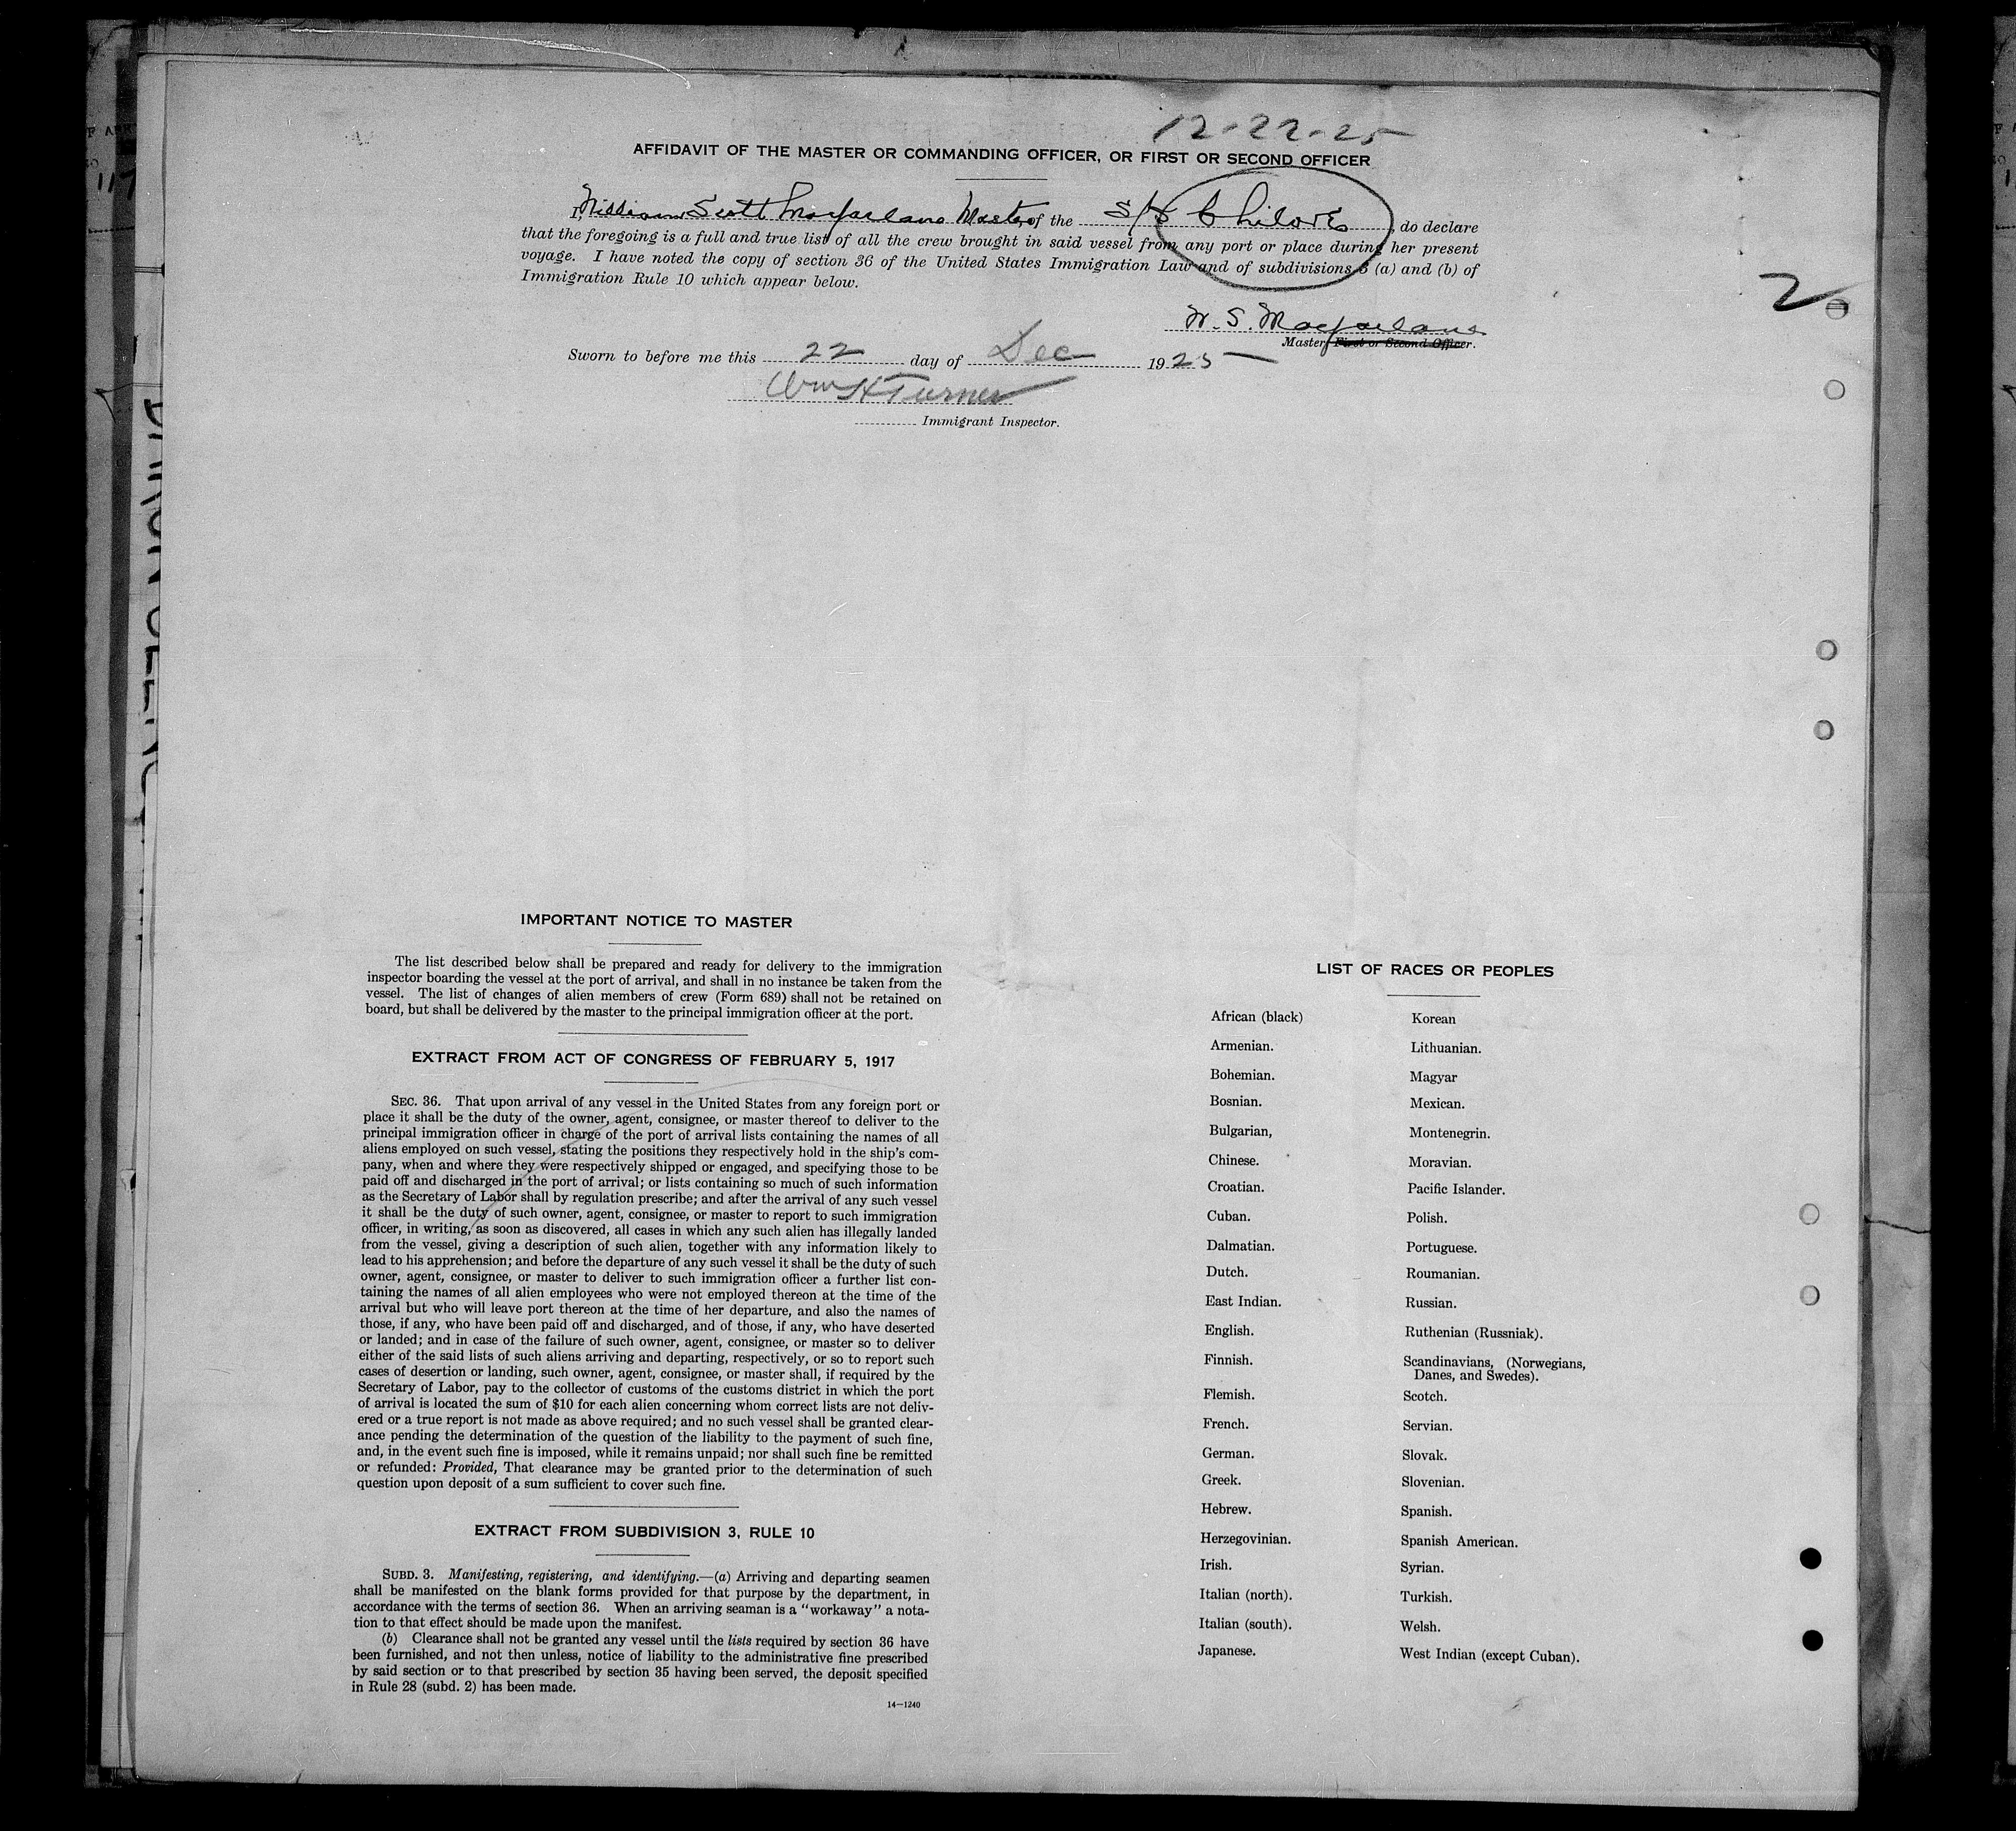 12-22-25
AFFIDAVIT OF THE MASTER OR COMMANDING OFFICER, OR FIRST OR SECOND OFFICER
I, William Scott Macfarlane Master, of the S/S Chilore, do declare
that the foregoing is a full and true list of all the crew brought in said vessel from any port or place during her present
voyage. I have noted the copy of section 36 of the United States Immigration Law and of subdivisions 3 (a) and (b) of
Immigration Rule 10 which appear below.
2
W. S. Macfarlane
Master, First or Second Officer.
Sworn to before me this 22 day of Dec 1925
Wm H Turner
Immigrant Inspector.
IMPORTANT NOTICE TO MASTER
The list described below shall be prepared and ready for delivery to the immigration
inspector boarding the vessel at the port of arrival, and shall in no instance be taken from the
vessel. The list of changes of alien members of crew (Form 689) shall not be retained on
board, but shall be delivered by the master to the principal immigration officer at the port.
EXTRACT FROM ACT OF CONGRESS OF FEBRUARY 5, 1917
SEC. 36. That upon arrival of any vessel in the United States from any foreign port or
place it shall be the duty of the owner, agent, consignee, or master thereof to deliver to the
principal immigration officer in charge of the port of arrival lists containing the names of all
aliens employed on such vessel, stating the positions they respectively hold in the ship's com-
pany, when and where they were respectively shipped or engaged, and specifying those to be
paid off and discharged in the port of arrival; or lists containing so much of such information
as the Secretary of Labor shall by regulation prescribe; and after the arrival of any such vessel
it shall be the duty of such owner, agent, consignee, or master to report to such immigration
officer, in writing, as soon as discovered, all cases in which any such alien has illegally landed
from the vessel, giving a description of such alien, together with any information likely to
lead to his apprehension; and before the departure of any such vessel it shall be the duty of such
owner, agent, consignee, or master to deliver to such immigration officer a further list con-
taining the names of all alien employees who were not employed thereon at the time of the
arrival but who will leave port thereon at the time of her departure, and also the names of
those, if any, who have been paid off and discharged, and of those, if any, who have deserted
or landed; and in case of the failure of such owner, agent, consignee, or master so to deliver
either of the said lists of such aliens arriving and departing, respectively, or so to report such
cases of desertion or landing, such owner, agent, consignee, or master shall, if required by the
Secretary of Labor, pay to the collector of customs of the customs district in which the port
of arrival is located the sum of $10 for each alien concerning whom correct lists are not deliv-
ered or a true report is not made as above required; and no such vessel shall be granted clear-
ance pending the determination of the question of the liability to the payment of such fine,
and, in the event such fine is imposed, while it remains unpaid; nor shall such fine be remitted
or refunded: Provided, That clearance may be granted prior to the determination of such
question upon deposit of a sum sufficient to cover such fine.
EXTRACT FROM SUBDIVISION 3, RULE 10
SUBD. 3. Manifesting, registering, and identifying.—(a) Arriving and departing seamen
shall be manifested on the blank forms provided for that purpose by the department, in
accordance with the terms of section 36. When an arriving seaman is a "workaway" a nota-
tion to that effect should be made upon the manifest.
(b) Clearance shall not be granted any vessel until the lists required by section 36 have
been furnished, and not then unless, notice of liability to the administrative fine prescribed
by said section or to that prescribed by section 35 having been served, the deposit specified
in Rule 28 (subd. 2) has been made.
14—1240
LIST OF RACES OR PEOPLES
African (black)
Armenian.
Bohemian.
Bosnian.
Bulgarian,
Chinese.
Croatian.
Cuban.
Dalmatian.
Dutch.
East Indian.
English.
Finnish.
Flemish.
French.
German.
Greek.
Hebrew.
Herzegovinian.
Irish.
Italian (north).
Italian (south).
Japanese.
Korean
Lithuanian.
Magyar
Mexican.
Montenegrin.
Moravian.
Pacific Islander.
Polish.
Portuguese.
Roumanian.
Russian.
Ruthenian (Russniak).
Scandinavians, (Norwegians,
Danes, and Swedes).
Scotch.
Servian.
Slovak.
Slovenian.
Spanish.
Spanish American.
Syrian.
Turkish.
Welsh.
West Indian (except Cuban).